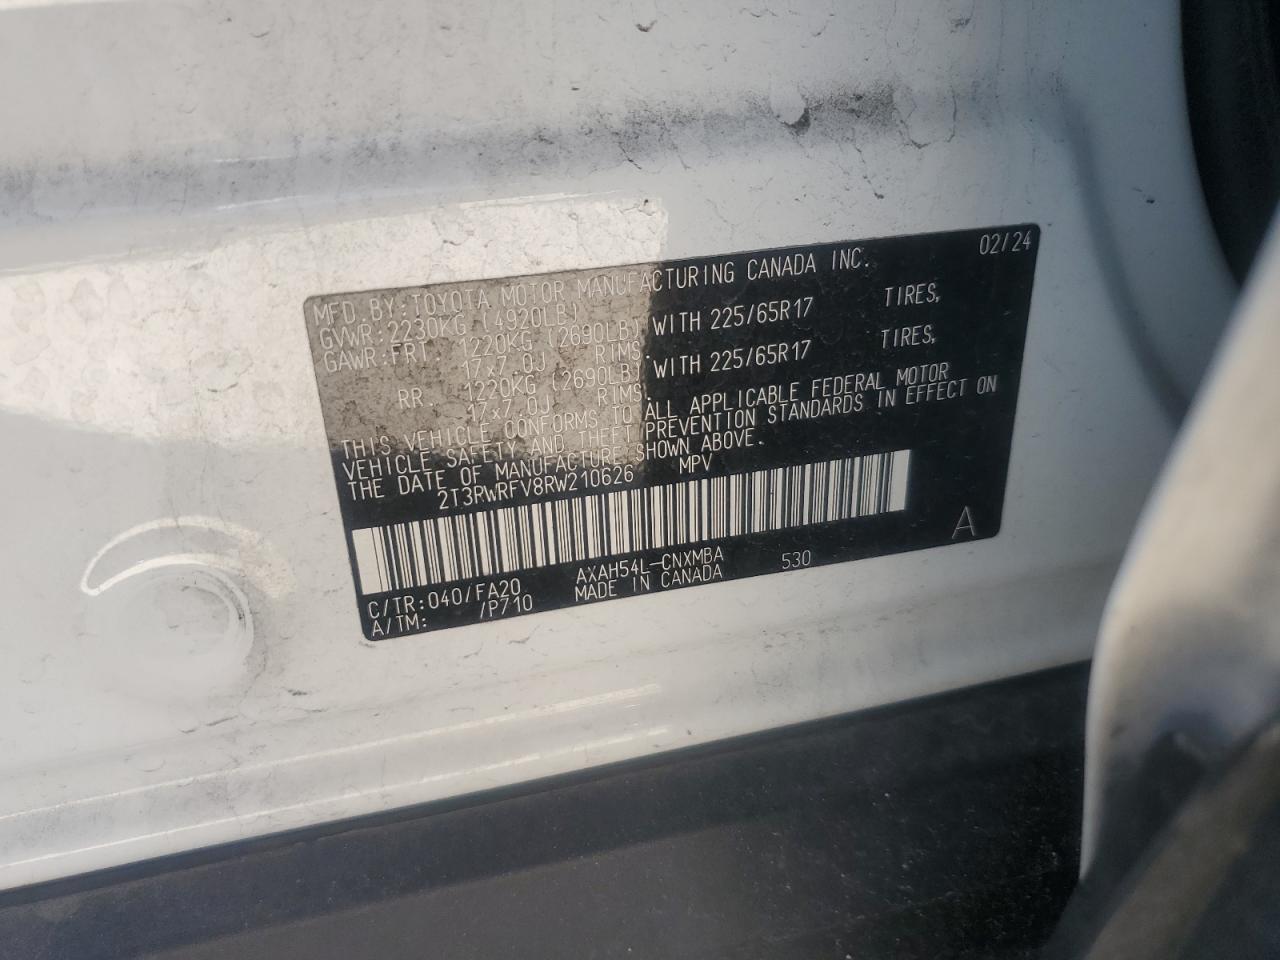 02/24
MFD. BY: TOYOTA MOTOR MANUFACTURING CANADA INC.
GVWR: 2230KG (4920LB)
GAWR: FRT. 1220KG (2690LB) WITH 225/65R17 TIRES,
17x7.0J RIMS.
RR. 1220KG (2690LB) WITH 225/65R17 TIRES,
17x7.0J RIMS.
THIS VEHICLE CONFORMS TO ALL APPLICABLE FEDERAL MOTOR
VEHICLE SAFETY AND THEFT PREVENTION STANDARDS IN EFFECT ON
THE DATE OF MANUFACTURE SHOWN ABOVE.
2T3RWRFV8RW210626 MPV
C/TR: 040/FA20 AXAH54L-CNXMBA 530 A
A/TM: /P710 MADE IN CANADA